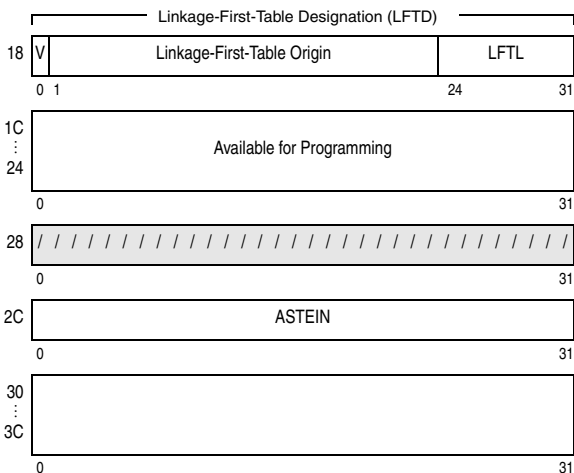 Linkage-First-Table Designation (LFTD)
18 V Linkage-First-Table Origin LFTL
0 1 24 31
1C
⋮
24
Available for Programming
0 31
28 / / / / / / / / / / / / / / / / / / / / / / / / / / / / / / / /
0 31
2C ASTEIN
0 31
30
⋮
3C
0 31